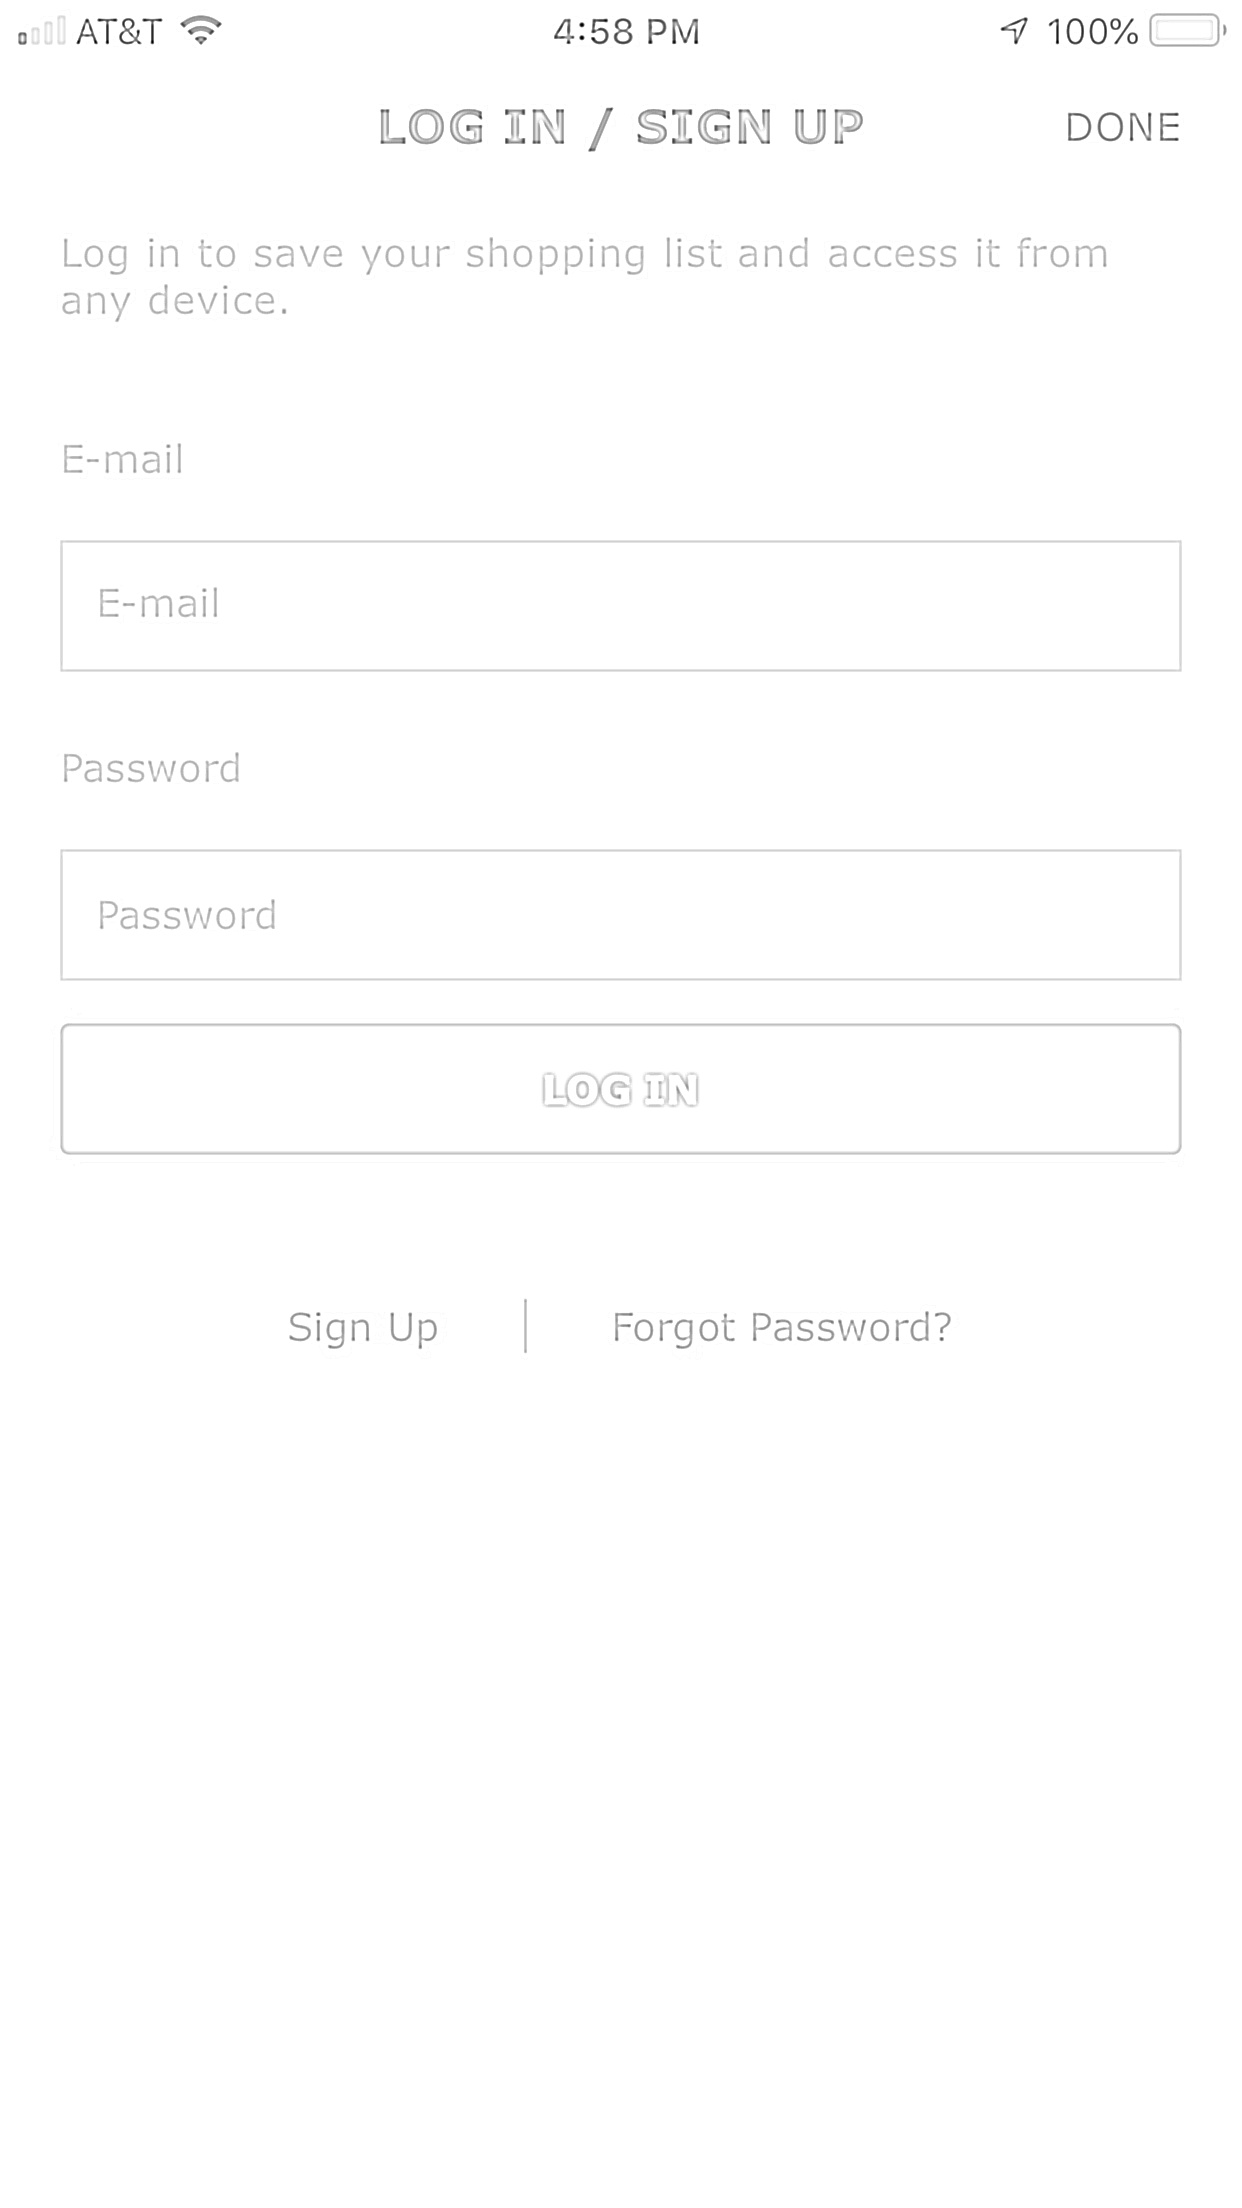 AT&T 4:58 PM 100%
LOG IN / SIGN UP DONE
Log in to save your shopping list and access it from
any device.
E-mail
E-mail
Password
Password
LOG IN
Sign Up | Forgot Password?